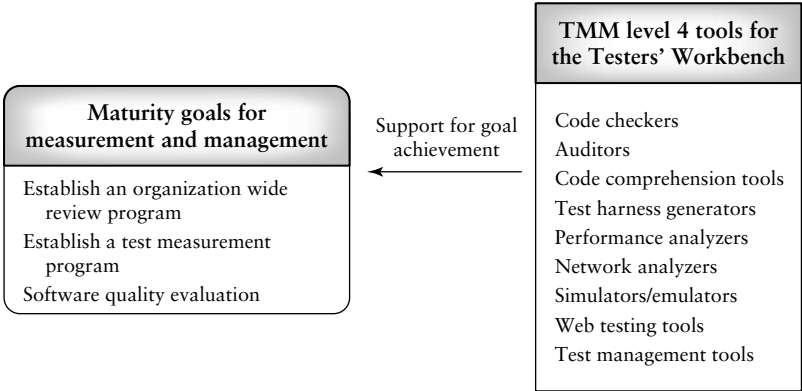 Maturity goals for
measurement and management
Establish an organization wide
review program
Establish a test measurement
program
Software quality evaluation
Support for goal
achievement
TMM level 4 tools for
the Testers’ Workbench
Code checkers
Auditors
Code comprehension tools
Test harness generators
Performance analyzers
Network analyzers
Simulators/emulators
Web testing tools
Test management tools